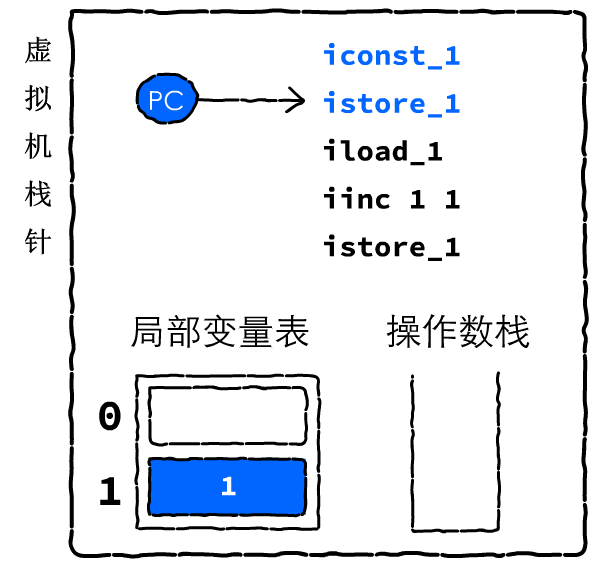 虚拟机栈针
iconst_1
PC
istore_1
iload_1
iinc 1 1
istore_1
局部变量表
操作数栈
0
1
1